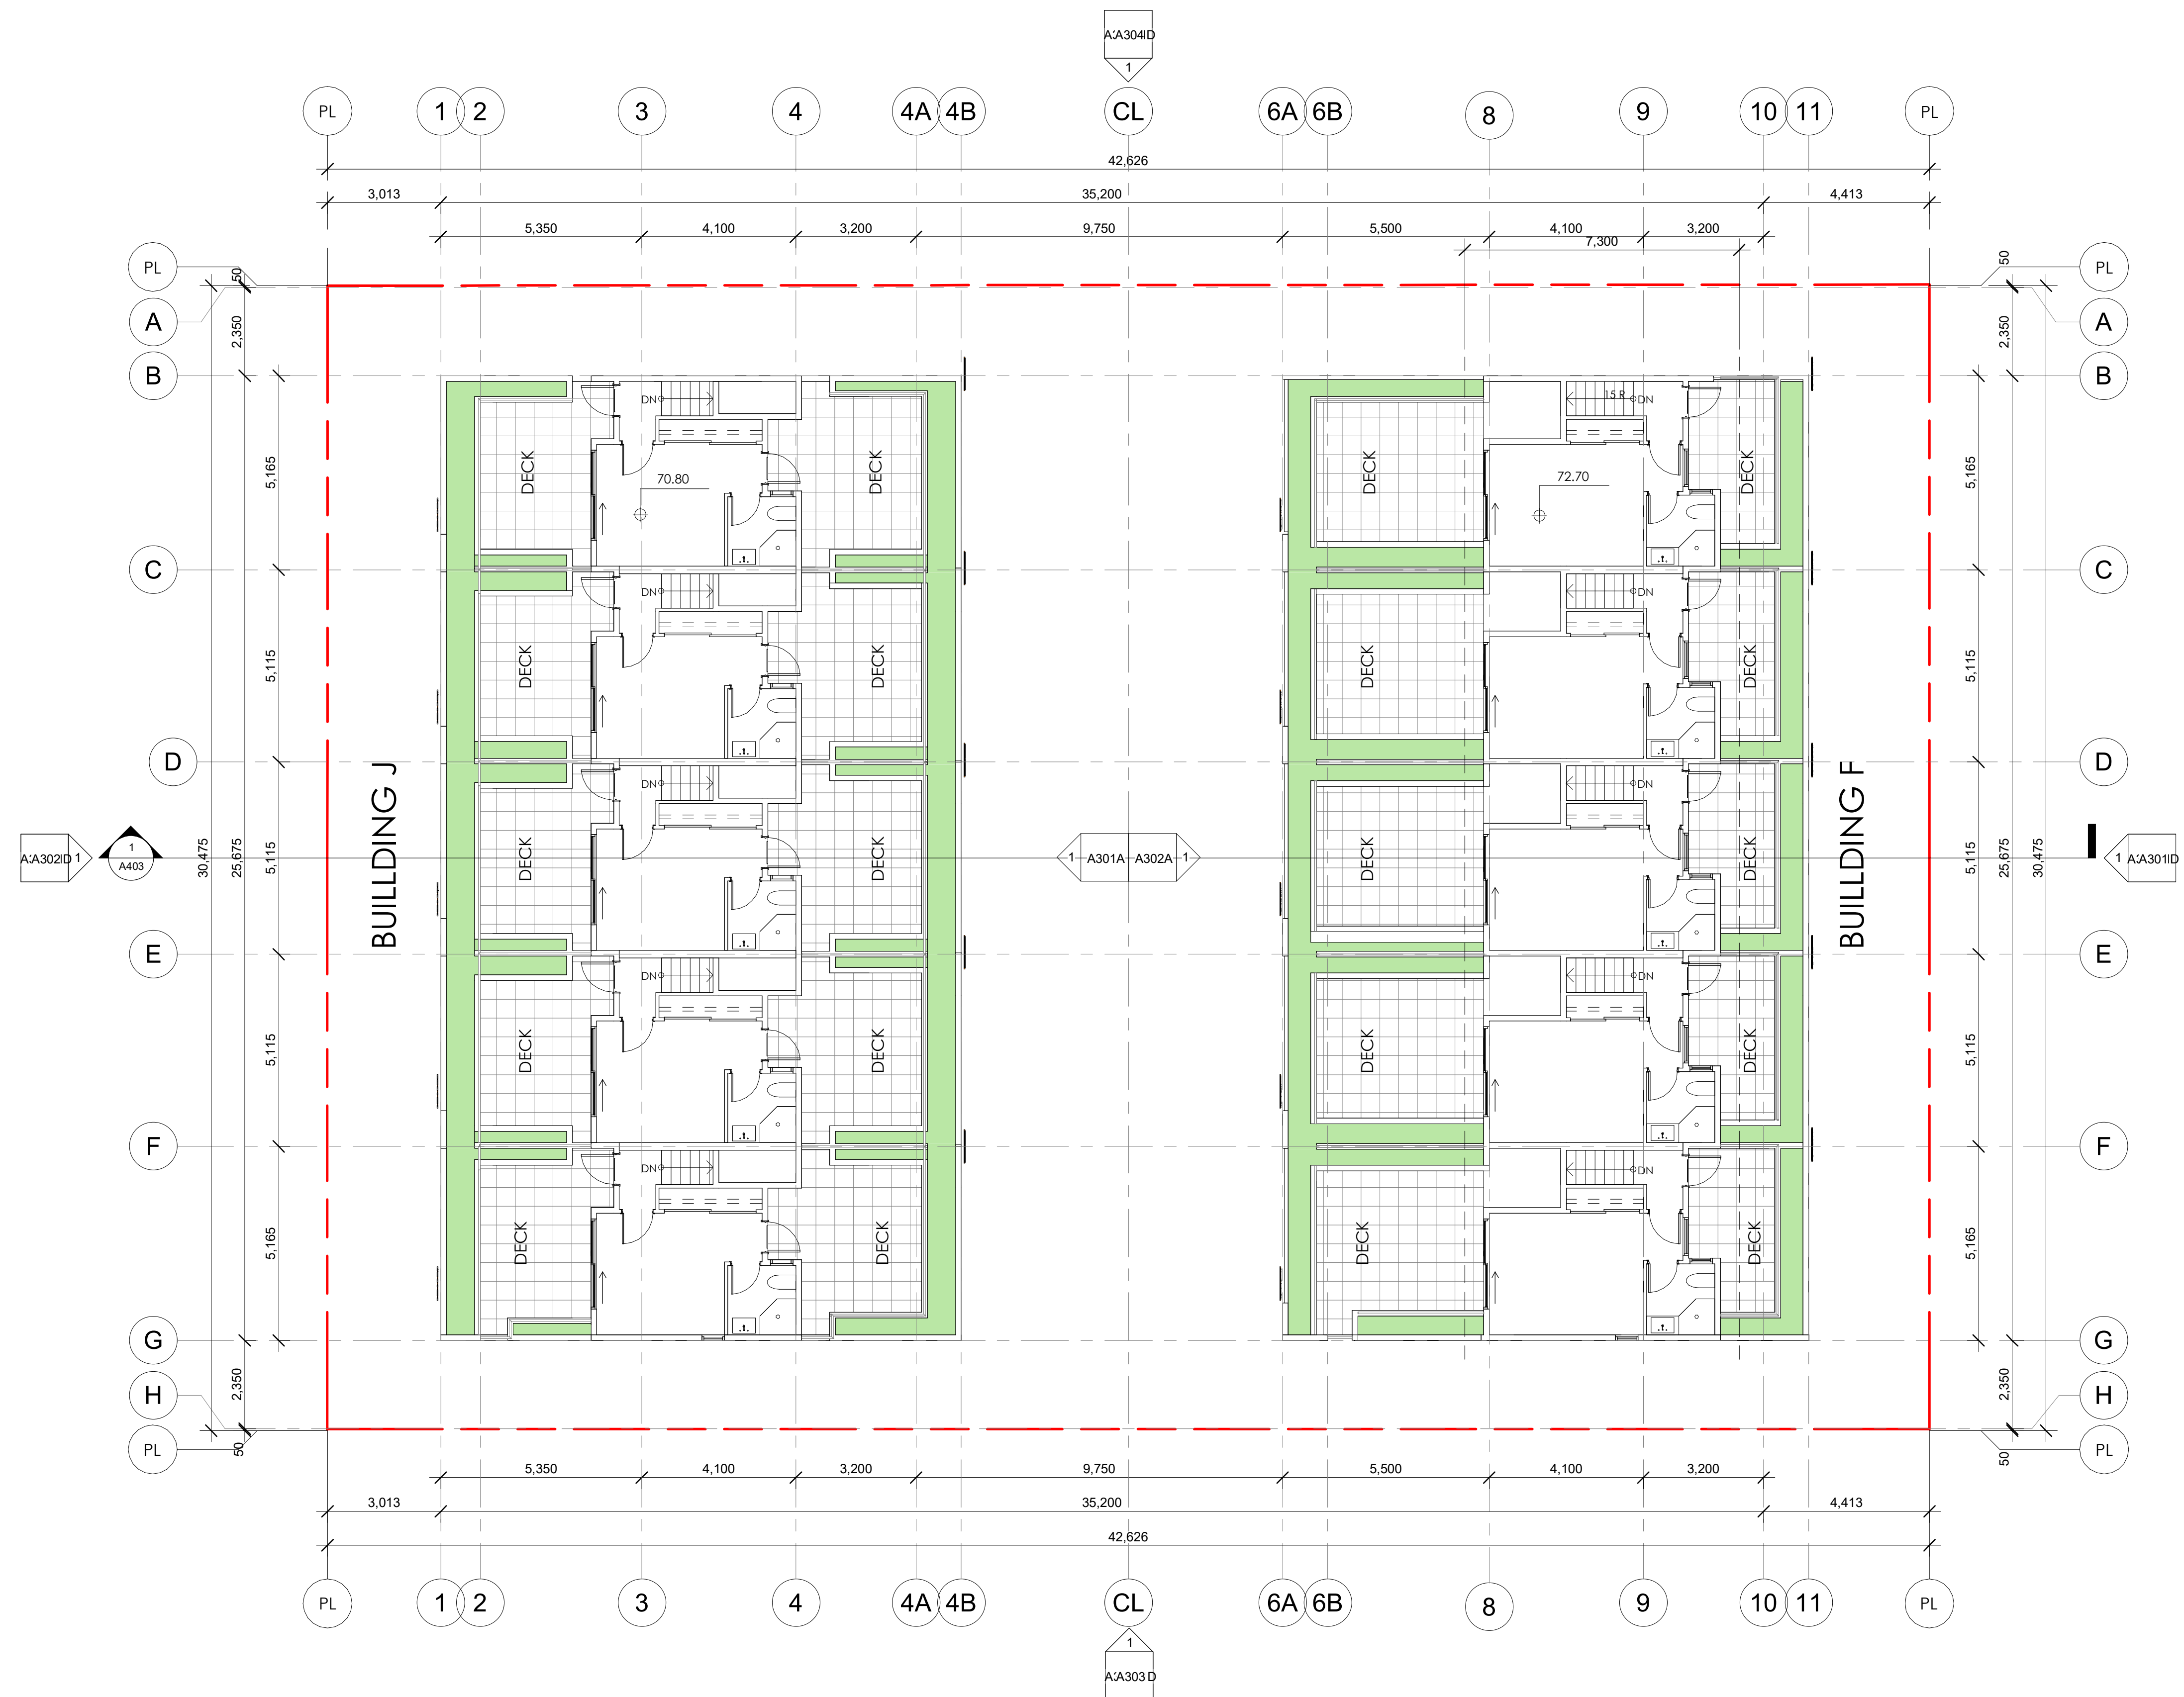 A304
1
PL 1 2 3 4 4A 4B CL 6A 6B 8 9 10 11 PL
42,626
3,013 35,200 4,413
5,350 4,100 3,200 9,750 5,500 4,100 3,200
7,300
PL 50 50 PL
A A
2,350 2,350
B B
DN DN 15 R
DECK DECK DECK DECK
5,165 5,165
70.80 72.70
C C
DN DN
DECK DECK DECK DECK
5,115 5,115
D D
DN DN
BUILLDING J BUILLDING F
A302 1 1 A403
1 A301A A302A 1
1 A301
DECK DECK DECK DECK
30,475 25,675 5,115 5,115 25,675 30,475
E E
DN DN
DECK DECK DECK DECK
5,115 5,115
F F
DN DN
DECK DECK DECK DECK
5,165 5,165
G G
2,350 2,350
H H
PL 50 50 PL
5,350 4,100 3,200 9,750 5,500 4,100 3,200
3,013 35,200 4,413
42,626
PL 1 2 3 4 4A 4B CL 6A 6B 8 9 10 11 PL
1
A303